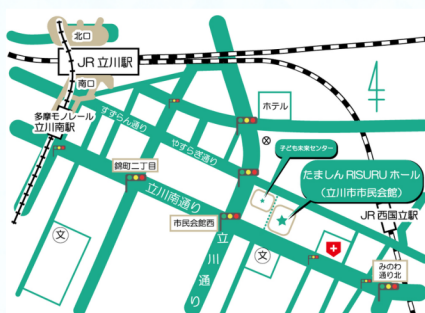 北口
JR 立川駅
南口
多摩モノレール
立川南駅
すずらん通り
やすらぎ通り
ホテル
子ども未来センター
たましん RISURU ホール
(立川市市民会館)
錦町二丁目
立川南通り
市民会館西
立川通り
JR 西国立駅
文
文
みのわ
通り北